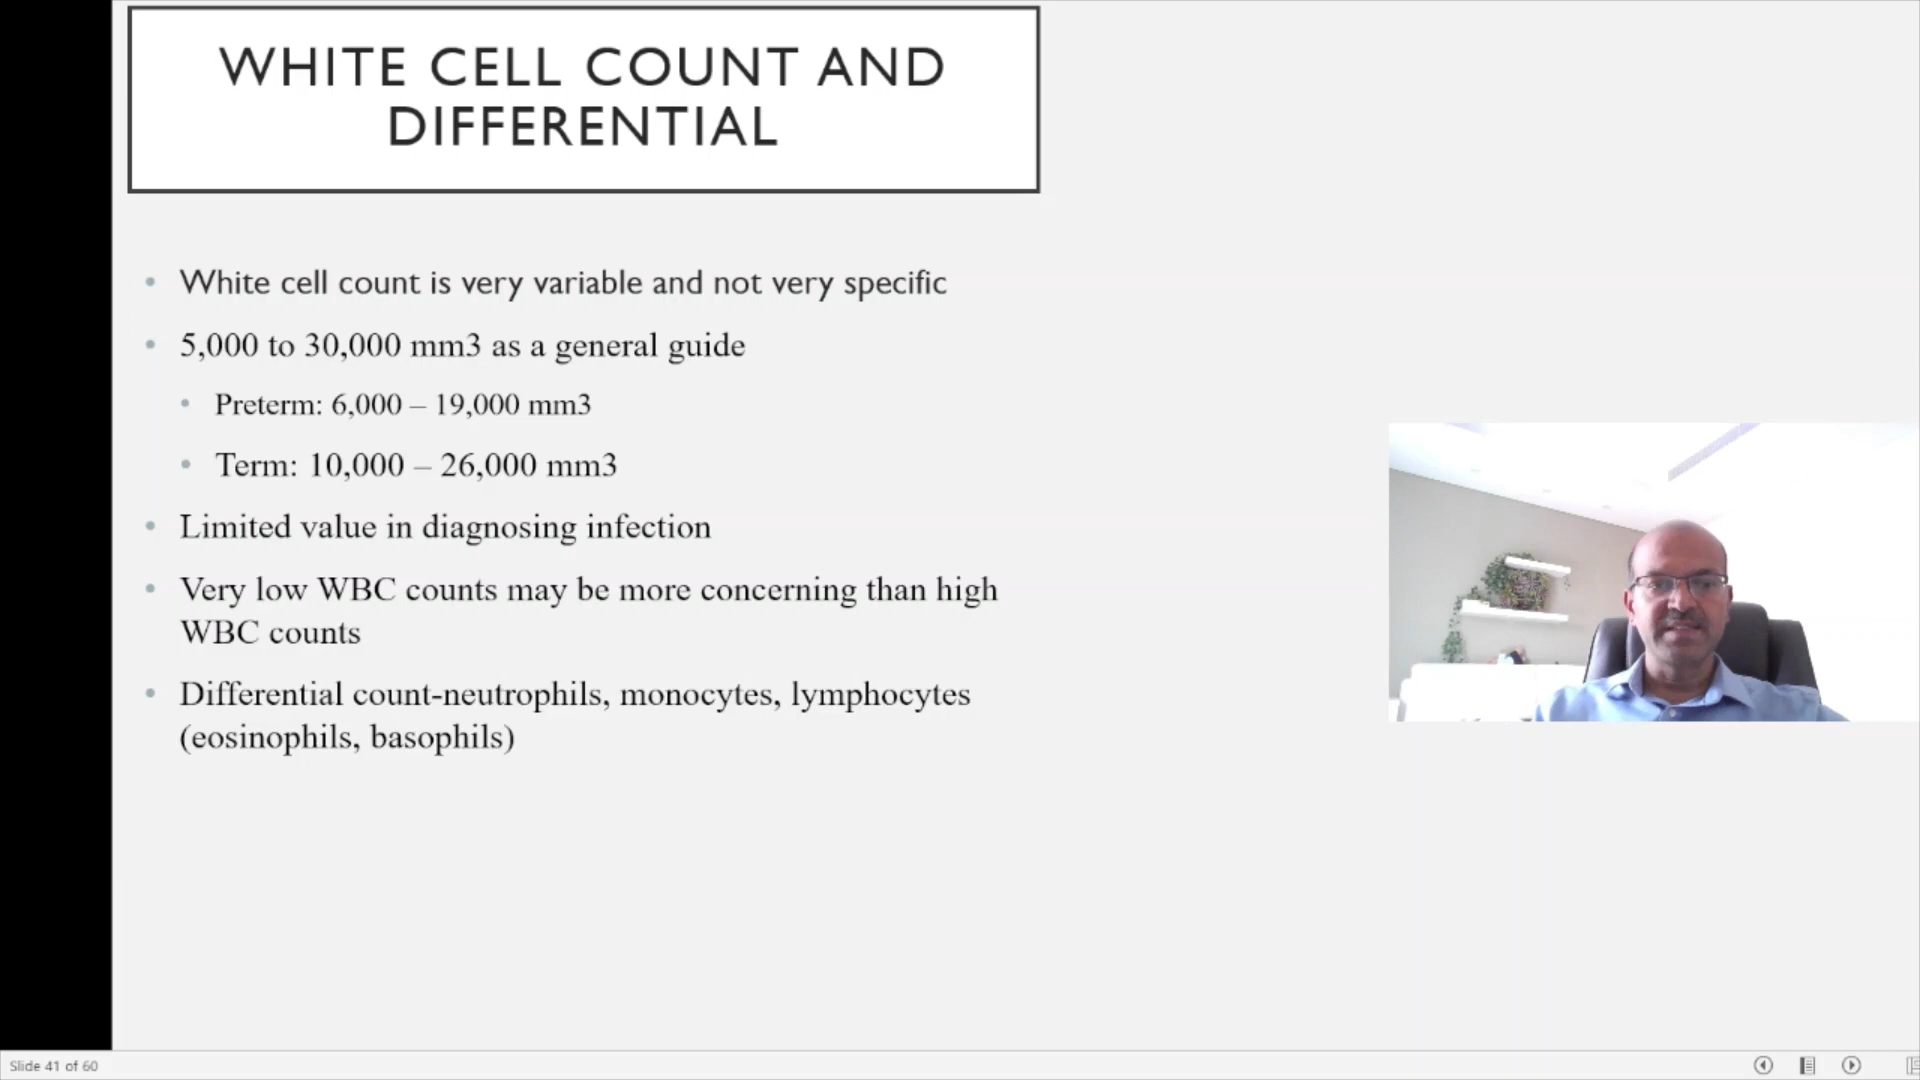 WHITE CELL COUNT AND
DIFFERENTIAL
• White cell count is very variable and not very specific
• 5,000 to 30,000 mm3 as a general guide
• Preterm: 6,000 – 19,000 mm3
• Term: 10,000 – 26,000 mm3
• Limited value in diagnosing infection
• Very low WBC counts may be more concerning than high
WBC counts
• Differential count-neutrophils, monocytes, lymphocytes
(eosinophils, basophils)
Slide 41 of 60